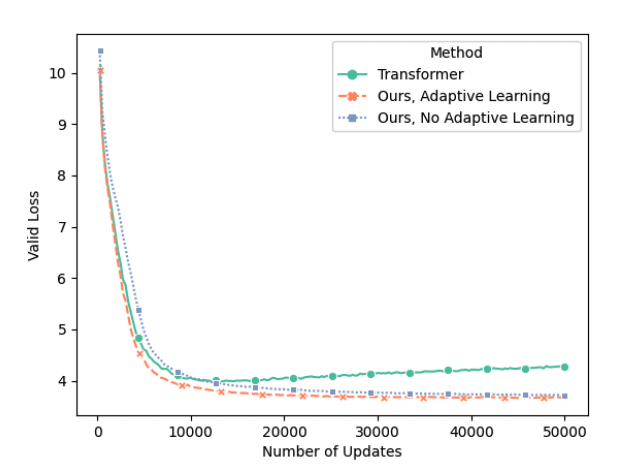 Method
Transformer
Ours, Adaptive Learning
Ours, No Adaptive Learning
Valid Loss
10
9
8
7
6
5
4
0 10000 20000 30000 40000 50000
Number of Updates